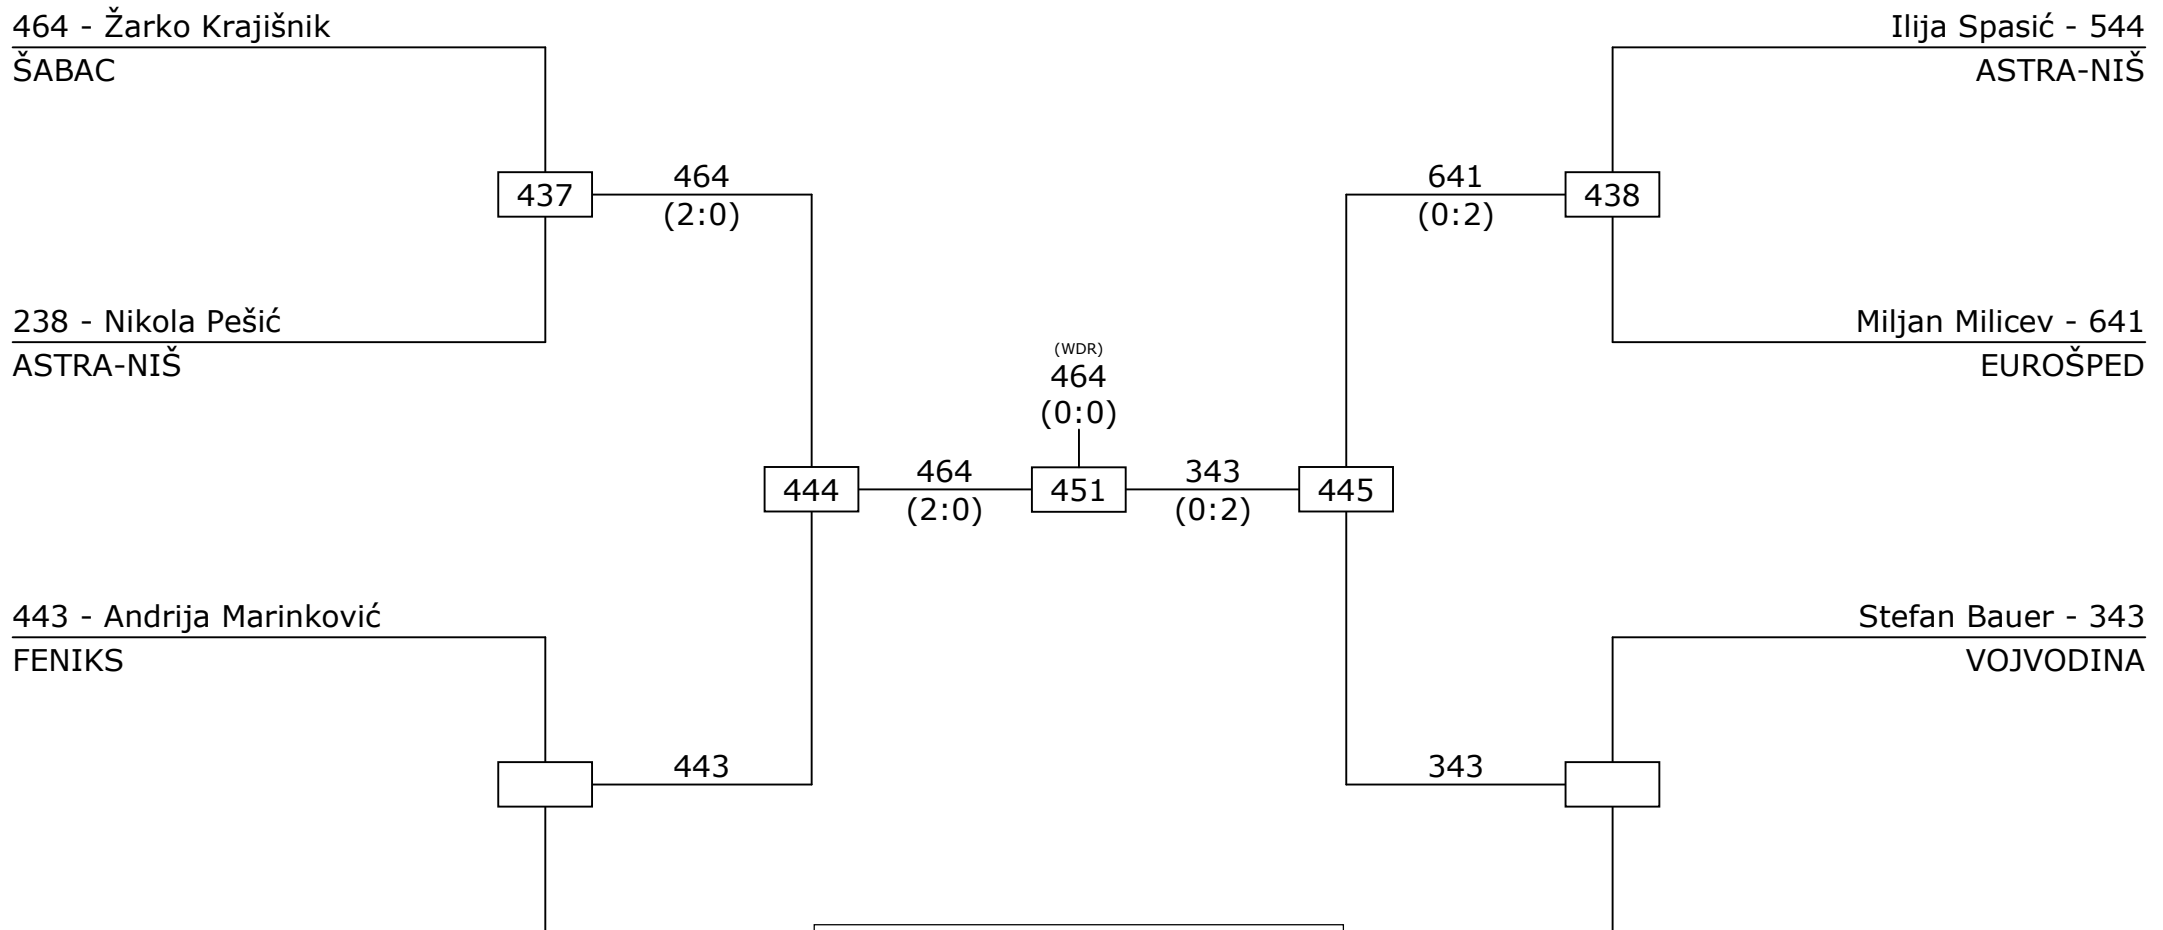 464 - Žarko Krajišnik
ŠABAC
Ilija Spasić - 544
ASTRA-NIŠ
437
464
(2:0)
641
(0:2)
438
238 - Nikola Pešić
ASTRA-NIŠ
Miljan Milicev - 641
EUROŠPED
(WDR)
464
(0:0)
444
464
(2:0)
451
343
(0:2)
445
443 - Andrija Marinković
FENIKS
Stefan Bauer - 343
VOJVODINA
443
343